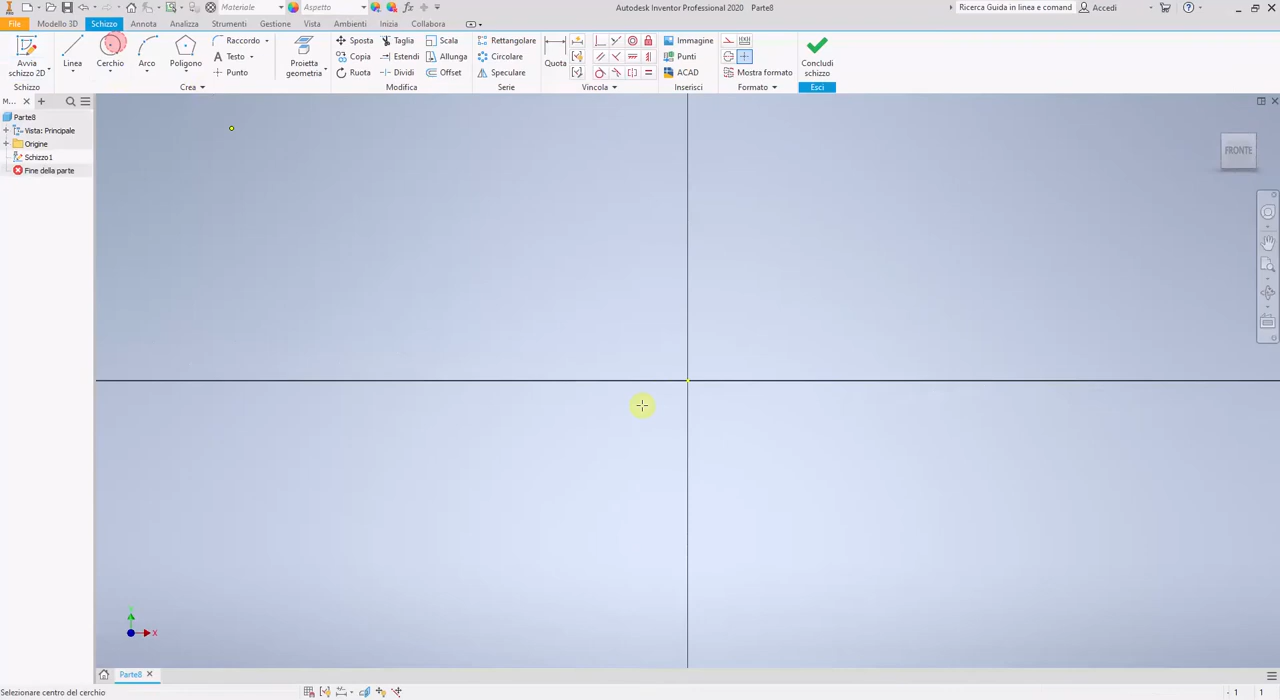 Materiale
Aspetto
Autodesk Inventor Professional 2020 Parte8
Ricerca Guida in linea e comand
Accedi
File
Modello 3D
Schizzo
Annota
Analizza
Strumenti
Gestione
Vista
Ambienti
Inizia
Collabora
Avvia
schizzo 2D
Linea
Cerchio
Arco
Poligono
Raccordo
Testo
Punto
Proietta
geometria
Sposta
Copia
Ruota
Taglia
Estendi
Dividi
Scala
Allunga
Offset
Rettangolare
Circolare
Speculare
Quota
Immagine
Punti
ACAD
Mostra formato
Concludi
schizzo
Schizzo
Crea
Modifica
Serie
Vincola
Inserisci
Formato
Esci
M...
Parte8
Vista: Principale
Origine
Schizzo1
Fine della parte
FRONTE
X
Parte8
Selezionare centro del cerchio
1
1